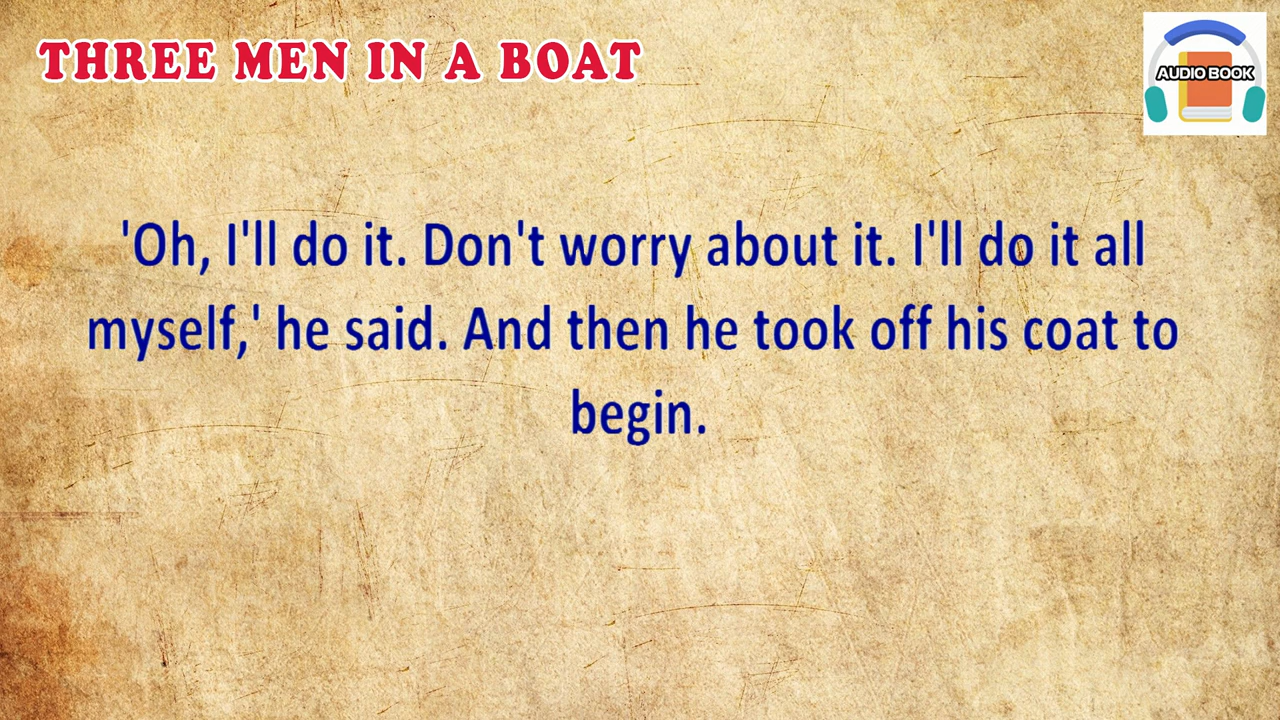 THREE MEN IN A BOAT
AUDIO BOOK
'Oh, I'll do it. Don't worry about it. I'll do it all
myself,' he said. And then he took off his coat to
begin.